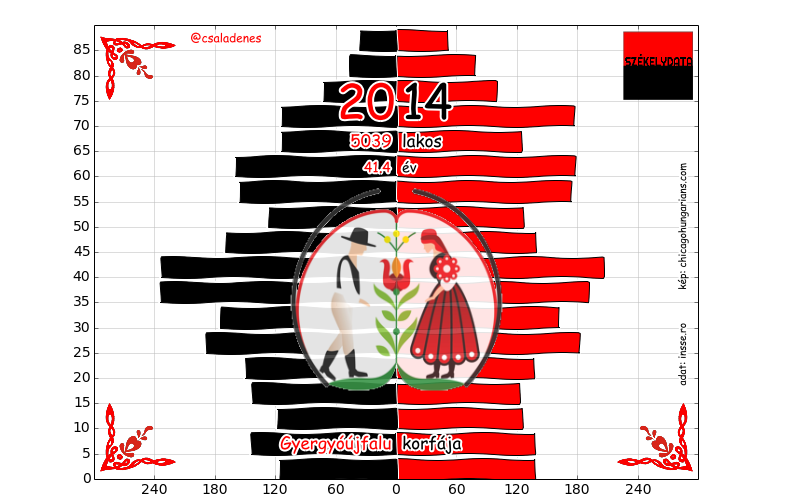 @csaladenes
SZÉKELYDATA
2014
5039 lakos
41,4 év
kép: chicagohungarians.com
adat: insse.ro
Gyergyóújfalu korfája
85
80
75
70
65
60
55
50
45
40
35
30
25
20
15
10
5
0
240 180 120 60 0 60 120 180 240